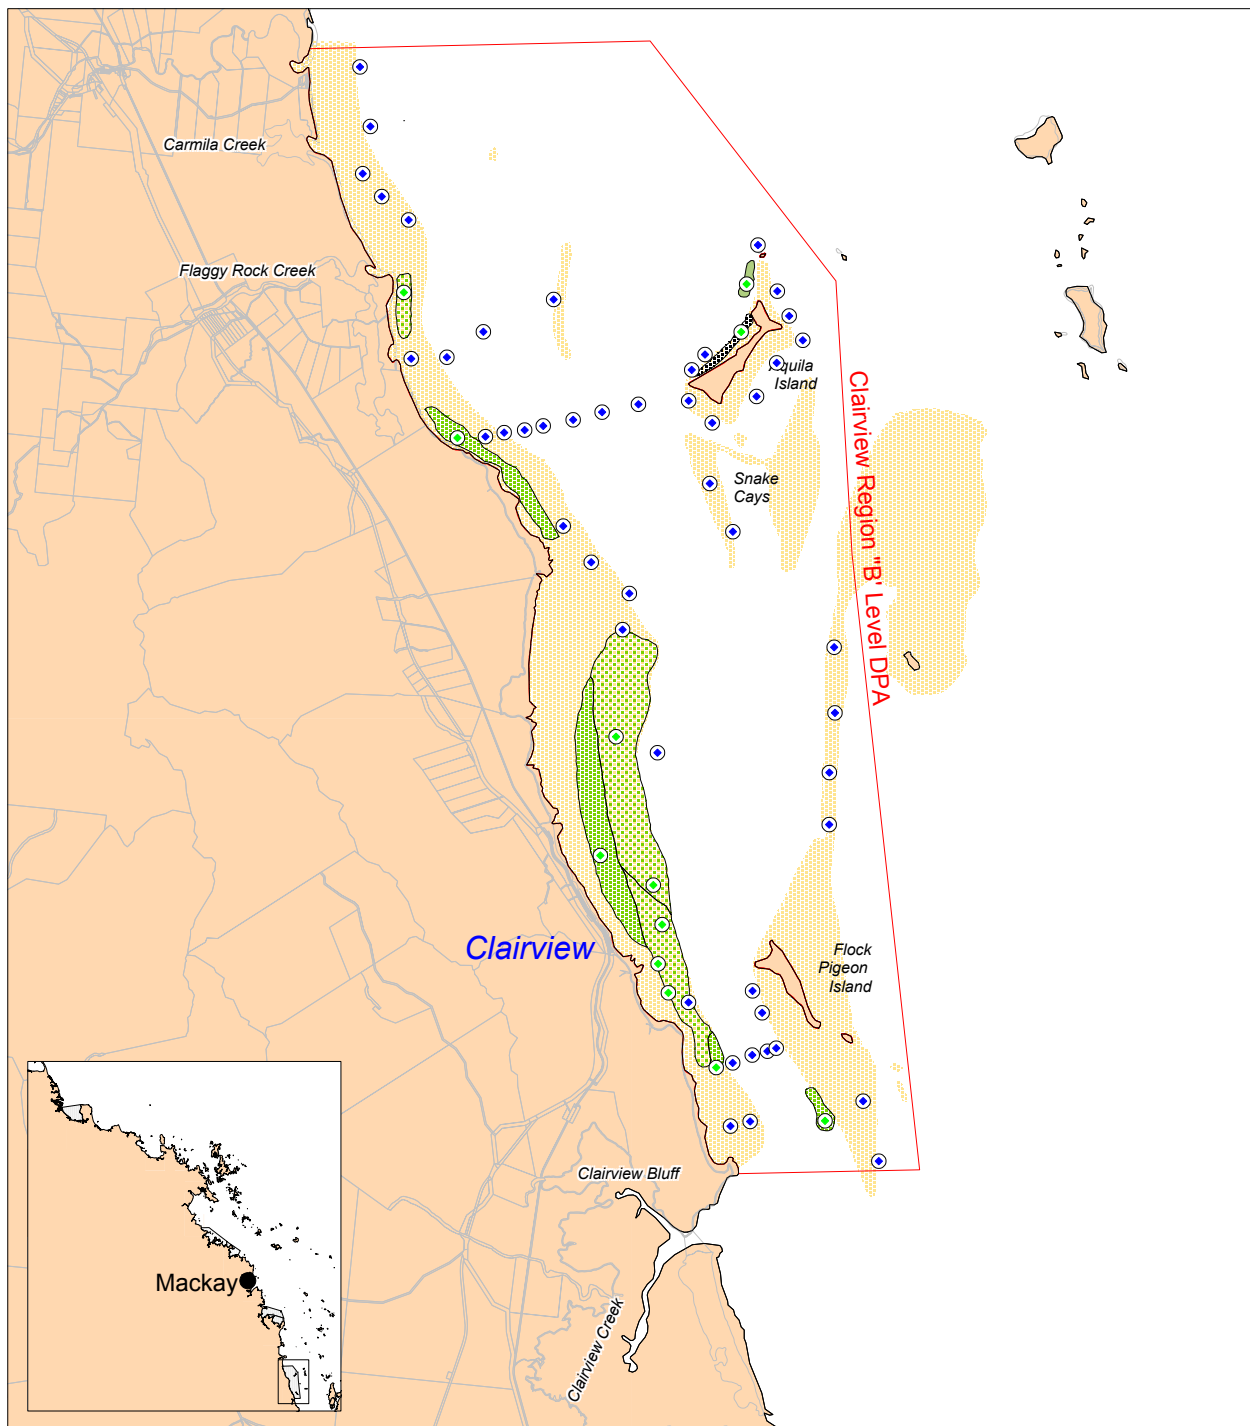 Carmila Creek
Flaggy Rock Creek
Aquila
Island
Clairview Region "B' Level DPA
Snake
Cays
Clairview
Flock
Pigeon
Island
Clairview Bluff
Mackay
Clairview Creek